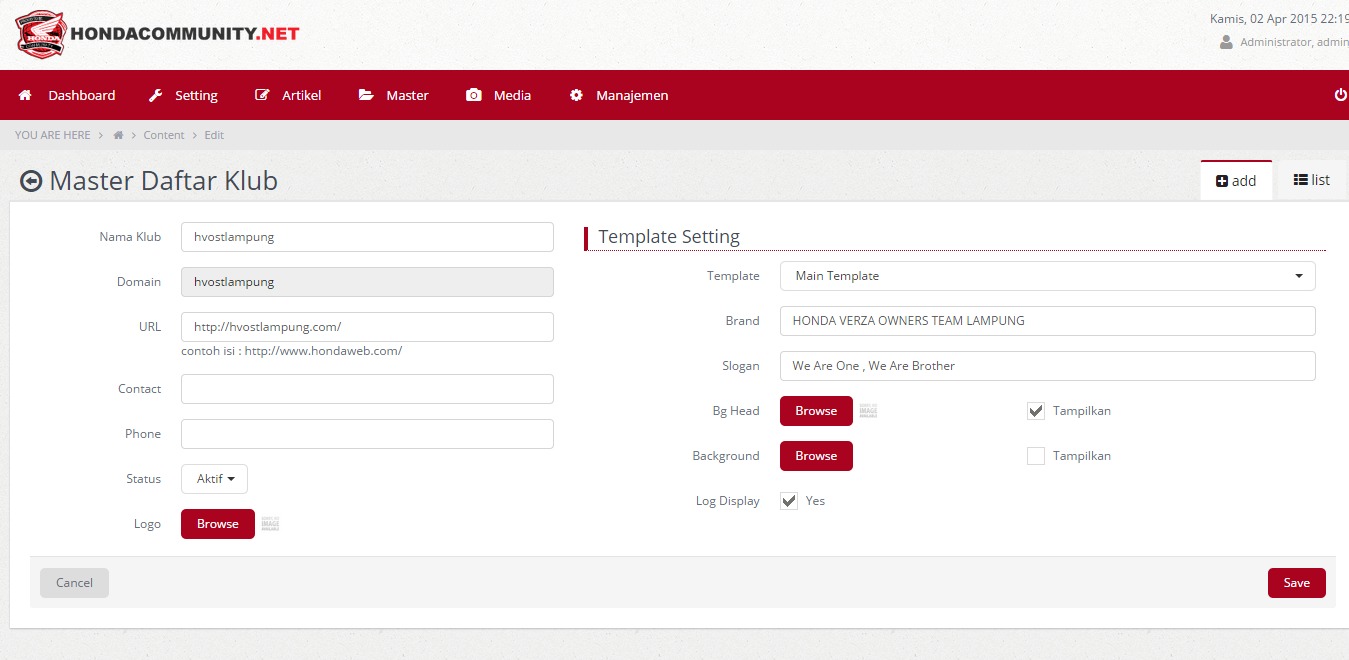 HONDA
HONDACOMMUNITY.NET
Kamis, 02 Apr 2015 22:19
Administrator, admin
Dashboard
Setting
Artikel
Master
Media
Manajemen
YOU ARE HERE > > Content > Edit
Master Daftar Klub
add
list
Nama Klub
hvostlampung
Domain
hvostlampung
URL
http://hvostlampung.com/
contoh isi : http://www.hondaweb.com/
Contact
Phone
Status
Aktif
Logo
Browse
IMAGE
Template Setting
Template
Main Template
Brand
HONDA VERZA OWNERS TEAM LAMPUNG
Slogan
We Are One , We Are Brother
Bg Head
Browse
IMAGE
Tampilkan
Background
Browse
Tampilkan
Log Display
Yes
Cancel
Save